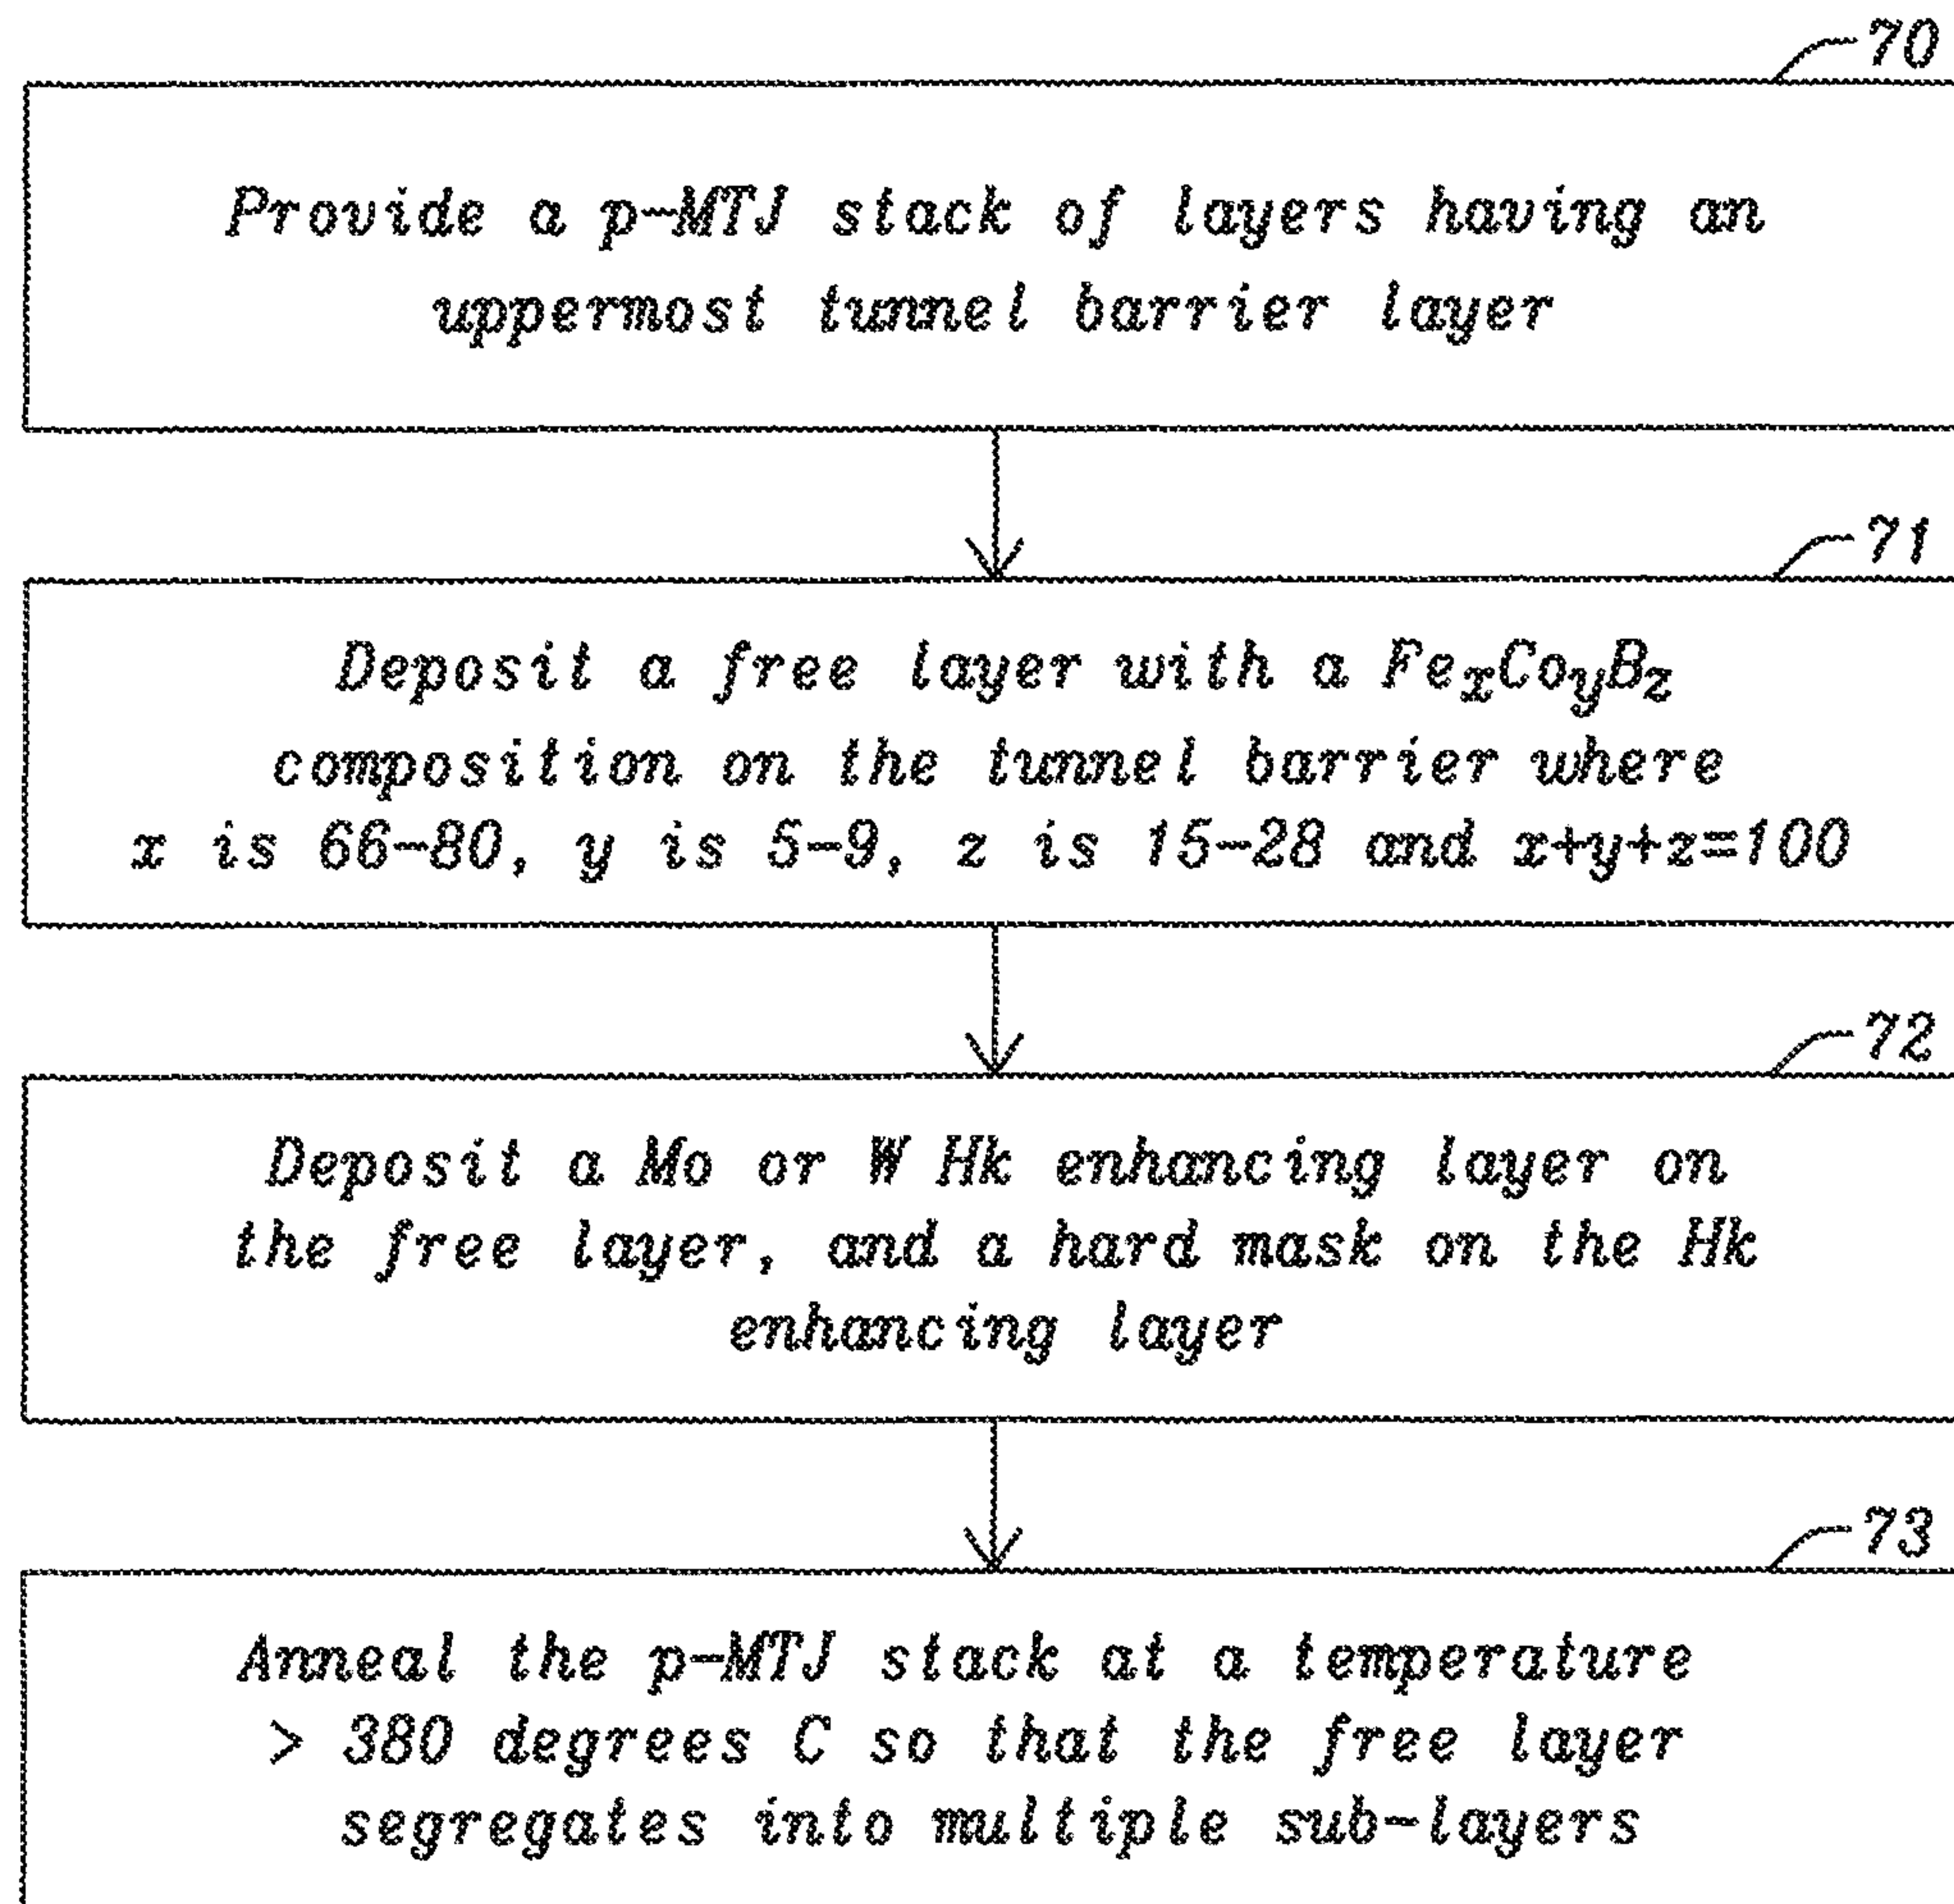 70
Provide a p-MTJ stack of layers having an
uppermost tunnel barrier layer
71
Deposit a free layer with a FexCoyBz
composition on the tunnel barrier where
x is 66-80, y is 5-9, z is 15-28 and x+y+z=100
72
Deposit a Mo or W Hk enhancing layer on
the free layer, and a hard mask on the Hk
enhancing layer
73
Anneal the p-MTJ stack at a temperature
> 380 degrees C so that the free layer
segregates into multiple sub-layers